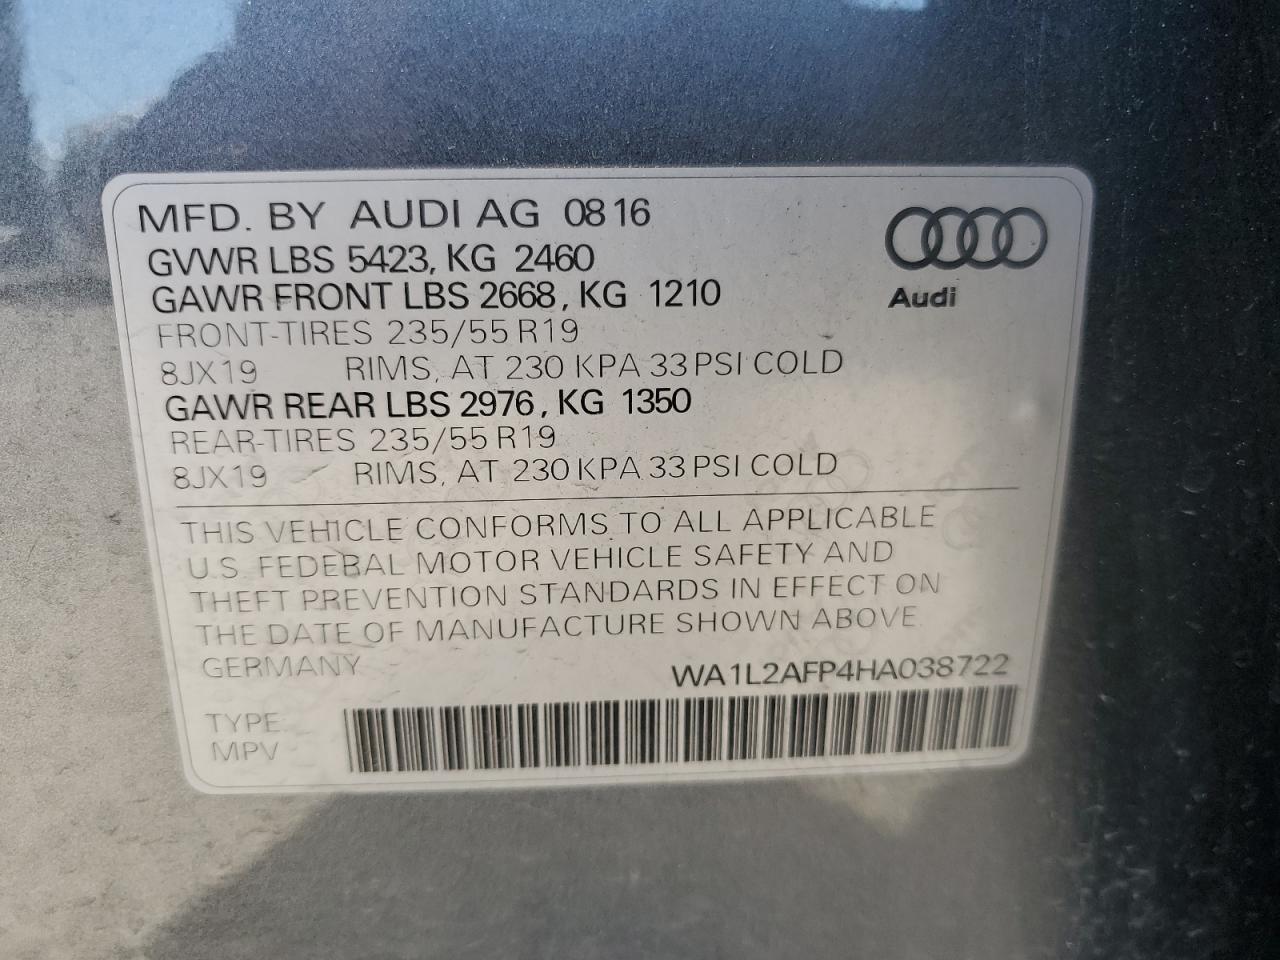 MFD. BY AUDI AG 0816
GVWR LBS 5423, KG 2460
GAWR FRONT LBS 2668, KG 1210
FRONT-TIRES 235/55 R19
8JX19 RIMS, AT 230 KPA 33 PSI COLD
GAWR REAR LBS 2976, KG 1350
REAR-TIRES 235/55 R19
8JX19 RIMS, AT 230 KPA 33 PSI COLD
Audi
THIS VEHICLE CONFORMS TO ALL APPLICABLE
U.S. FEDERAL MOTOR VEHICLE SAFETY AND
THEFT PREVENTION STANDARDS IN EFFECT ON
THE DATE OF MANUFACTURE SHOWN ABOVE.
GERMANY
WA1L2AFP4HA038722
TYPE:
MPV